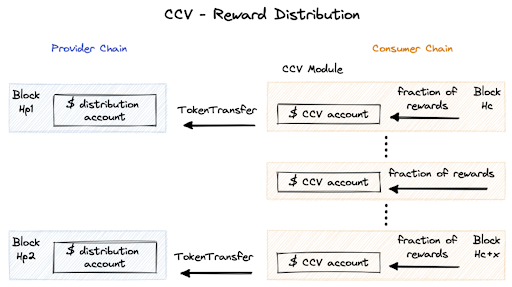 CCV - Reward Distribution
Provider Chain
Consumer Chain
CCV Module
Block
Hp1
$ distribution
account
TokenTransfer
$ CCV account
fraction of
rewards
Block
Hc
$ CCV account
fraction of rewards
Block
Hp2
$ distribution
account
TokenTransfer
$ CCV account
fraction of
rewards
Block
Hc+x